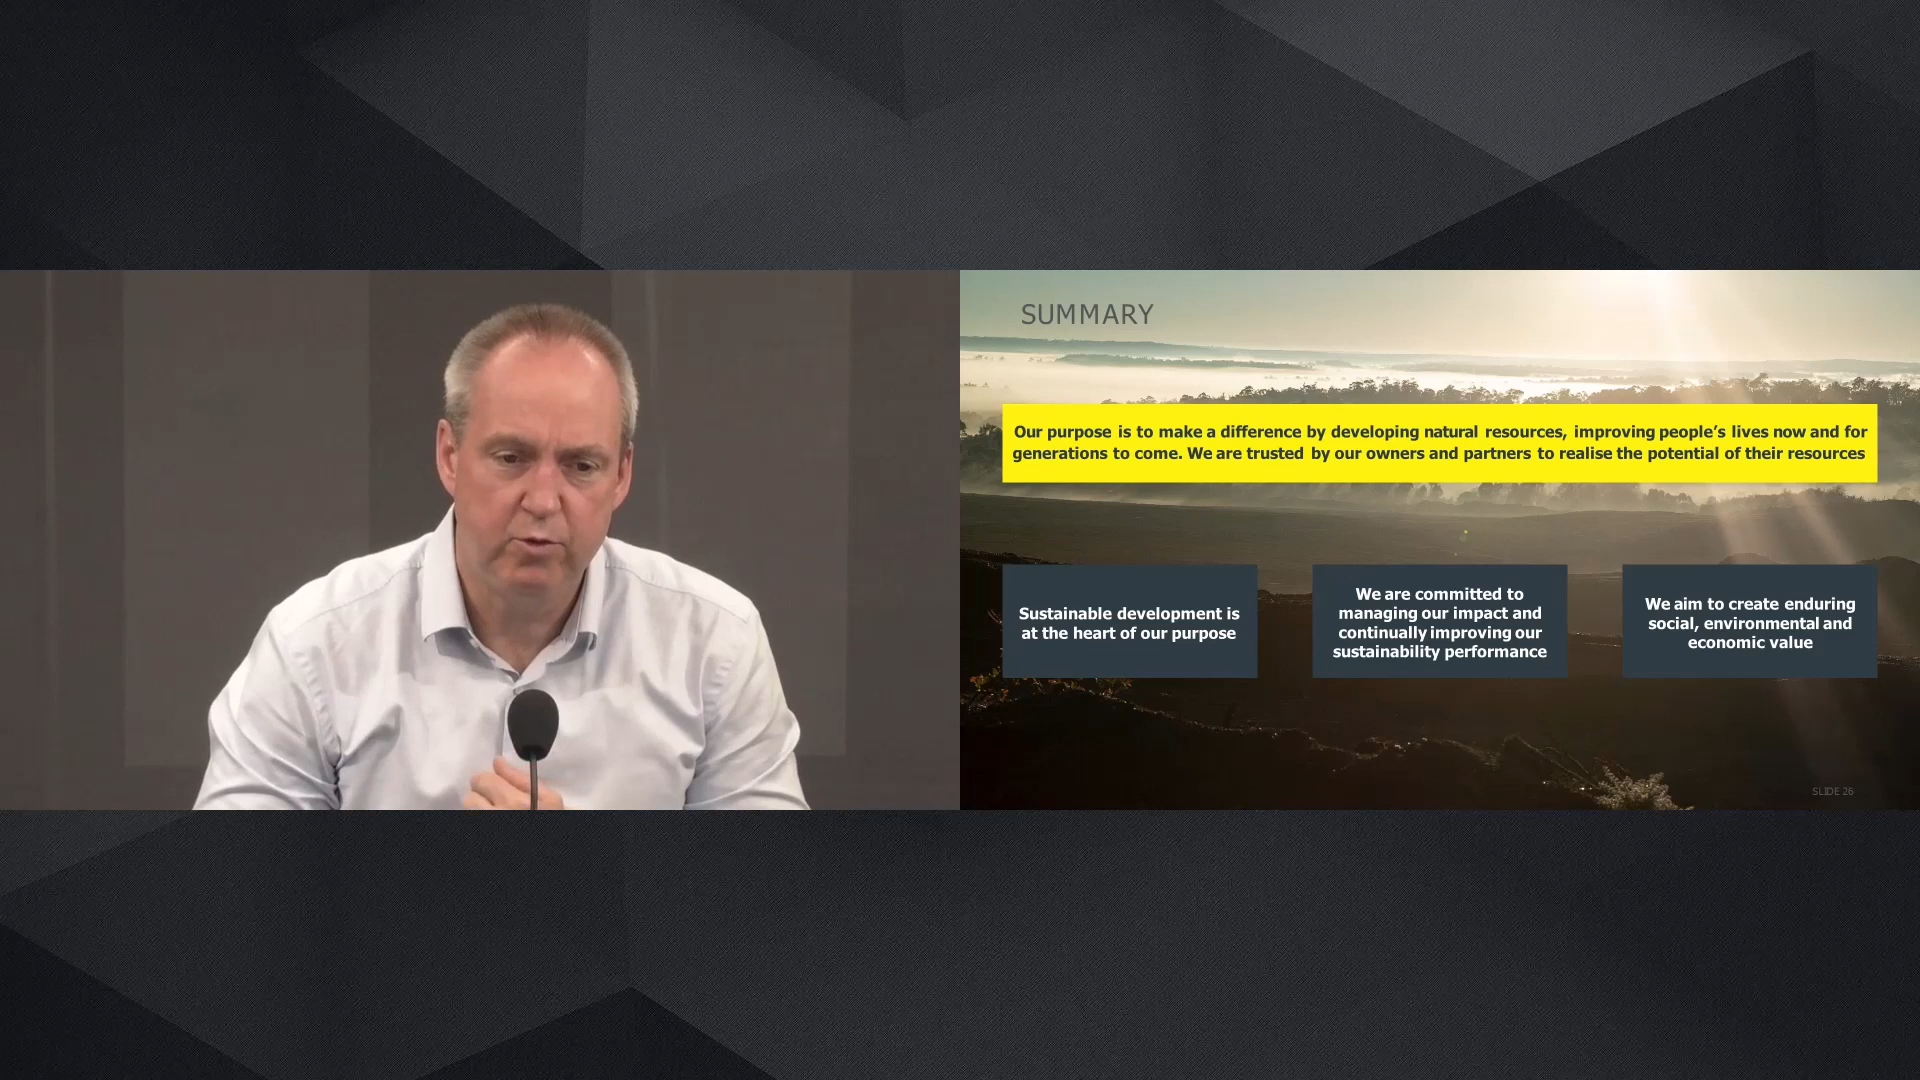 SUMMARY
Our purpose is to make a difference by developing natural resources, improving people's lives now and for
generations to come. We are trusted by our owners and partners to realise the potential of their resources
Sustainable development is
at the heart of our purpose
We are committed to
managing our impact and
continually improving our
sustainability performance
We aim to create enduring
social, environmental and
economic value
SLIDE 26